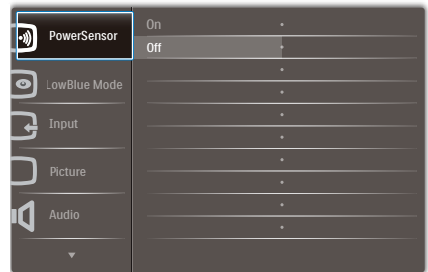 PowerSensor
On
Off
LowBlue Mode
Input
Picture
Audio